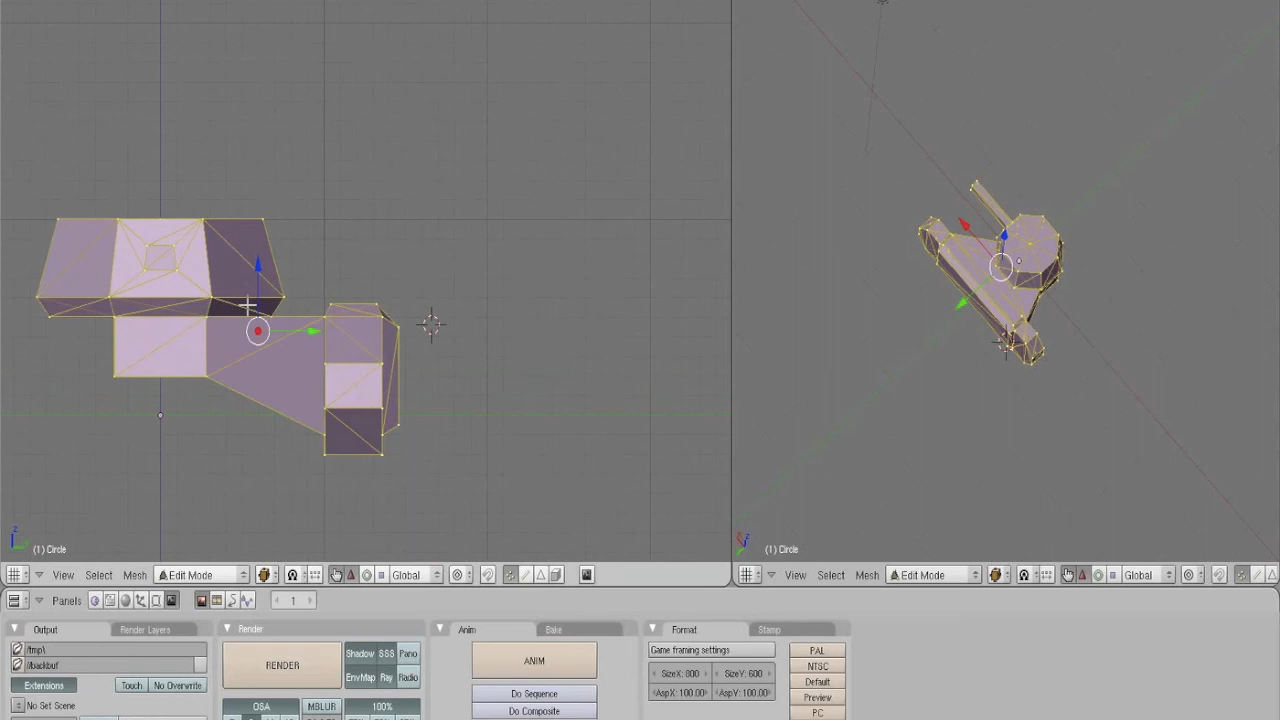 (1) Circle
(1) Circle
View Select Mesh Edit Mode Global
View Select Mesh Edit Mode Global
Panels 1
Output Render Layers
Render
Anim Bake
Format Stamp
/tmp\
//backbuf
Extensions Touch No Overwrite
No Set Scene
RENDER
Shadow SSS Pano
EnvMap Ray Radio
OSA MBLUR 100%
ANIM
Do Sequence
Do Composite
Game framing settings
SizeX: 800 SizeY: 600
AspX: 100.00 AspY: 100.00
PAL
NTSC
Default
Preview
PC